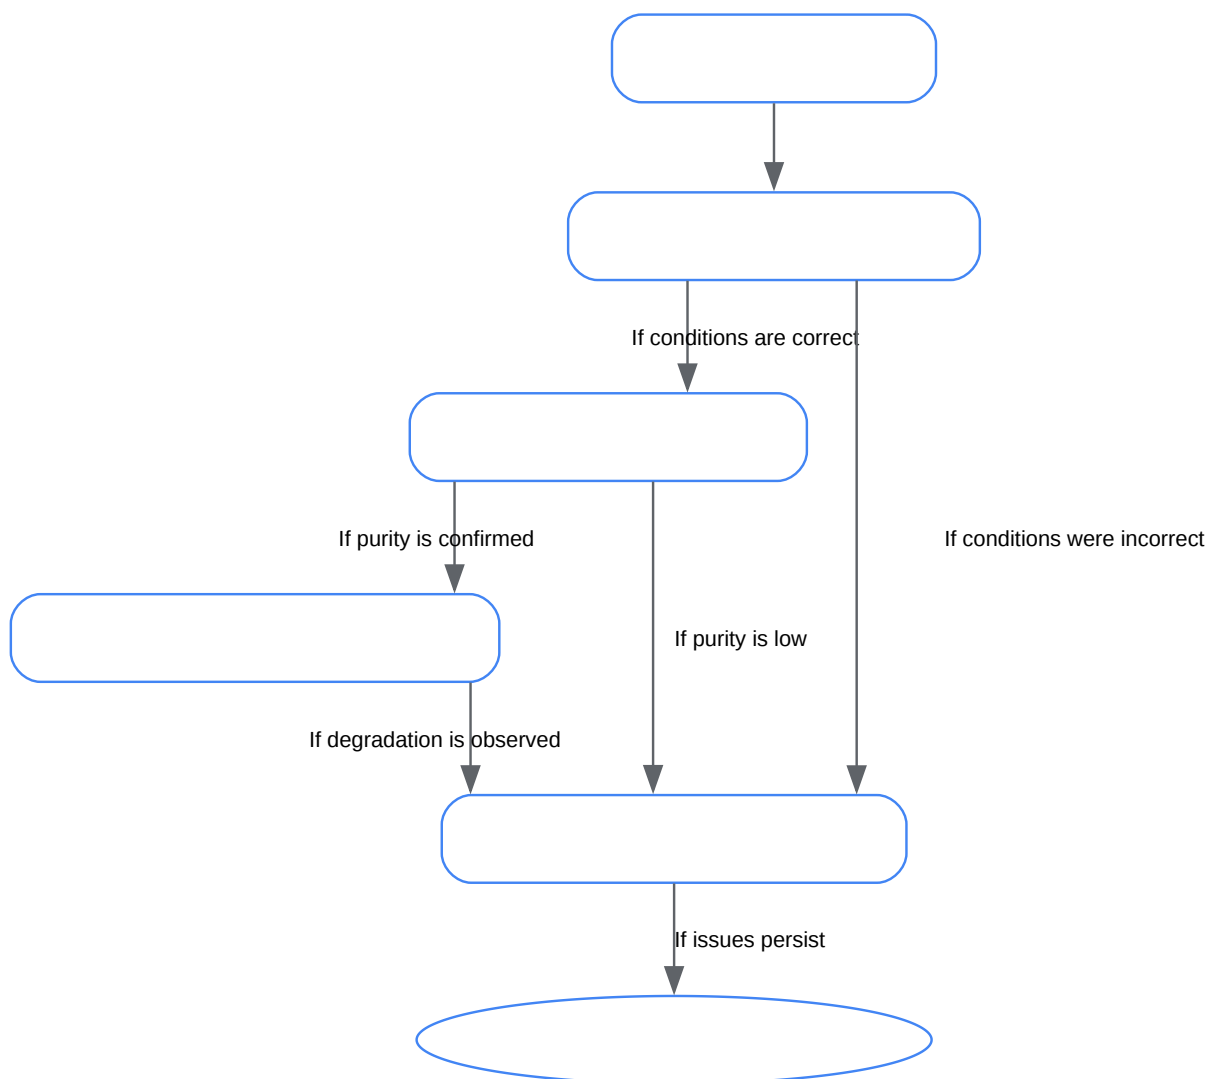 If conditions are correct
If purity is confirmed
If conditions were incorrect
If purity is low
If degradation is observed
If issues persist